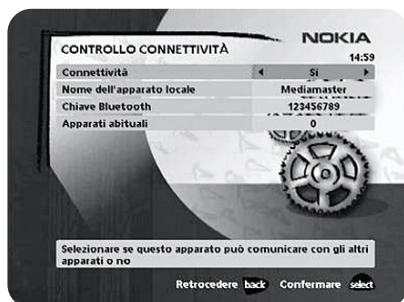 NOKIA
CONTROLLO CONNETTIVITÀ
14:59
Connettività Si
Nome dell'apparato locale Mediamaster
Chiave Bluetooth 123456789
Apparati abituali 0
Selezionare se questo apparato può comunicare con gli altri
apparati o no
Retrocedere back Confermare select